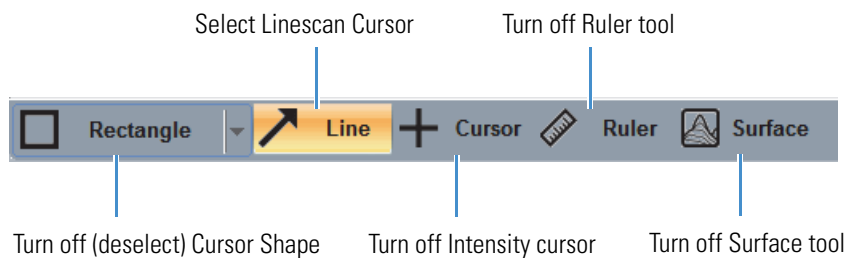 Select Linescan Cursor Turn off Ruler tool
Rectangle Line Cursor Ruler Surface
Turn off (deselect) Cursor Shape Turn off Intensity cursor Turn off Surface tool